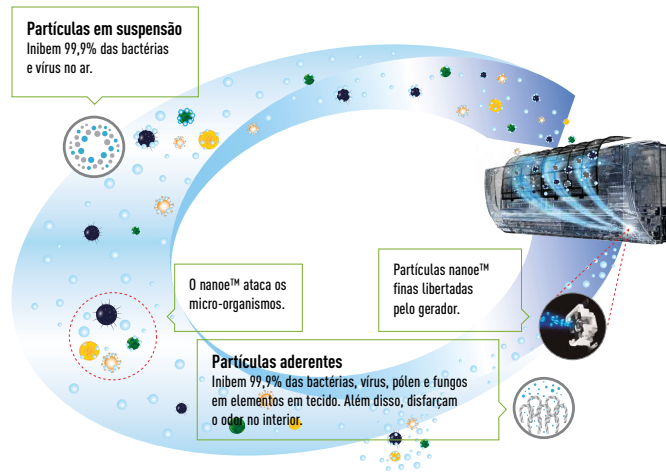 Partículas em suspensão
Inibem 99,9% das bactérias
e vírus no ar.
O nanoe™ ataca os
micro-organismos.
Partículas nanoe™
finas libertadas
pelo gerador.
Partículas aderentes
Inibem 99,9% das bactérias, vírus, pólen e fungos
em elementos em tecido. Além disso, disfarçam
o odor no interior.